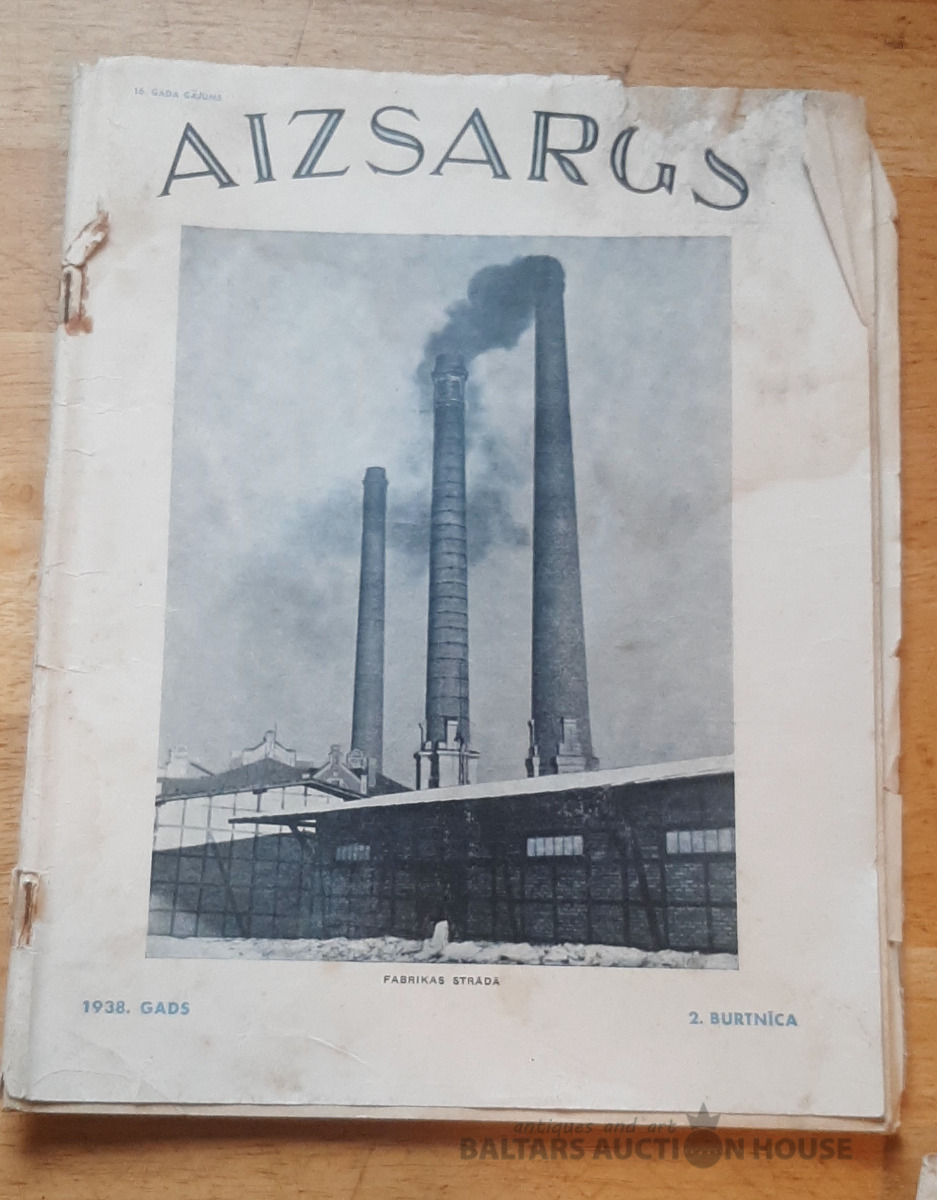 16. GADA GĀJUMS
AIZSARGS
FABRIKAS STRĀDĀ
1938. GADS
2. BURTNĪCA
antiques and art
BALTARS AUCTION HOUSE